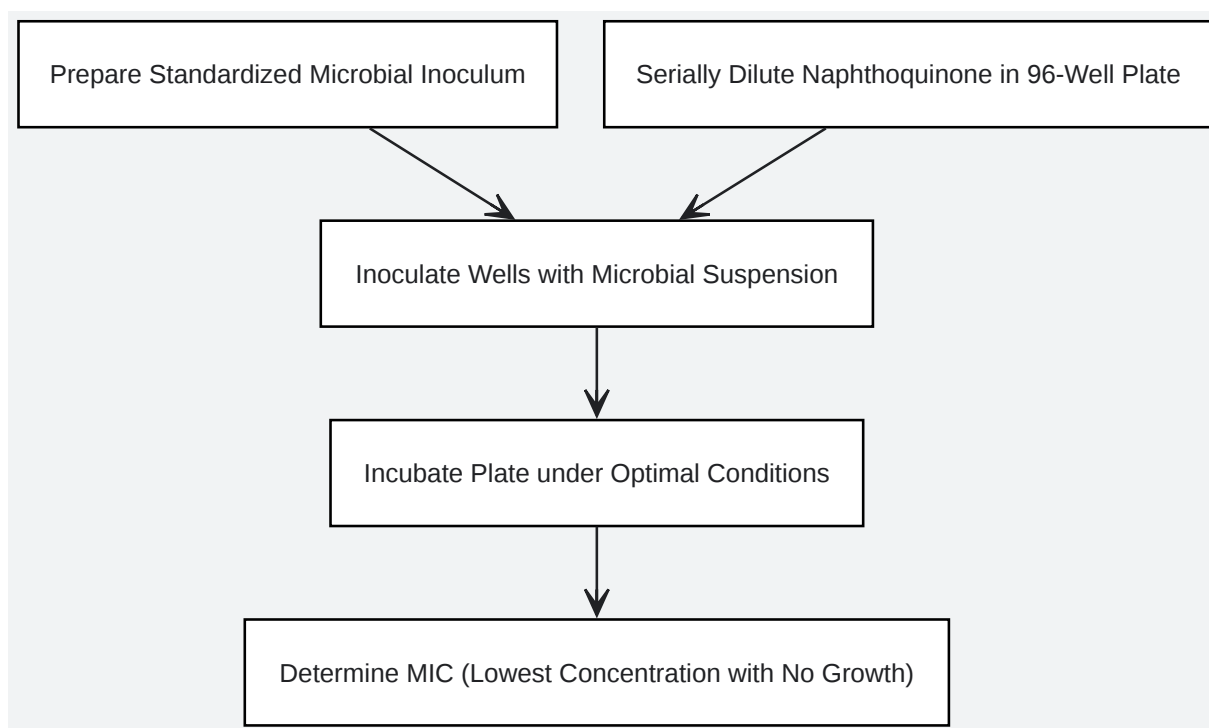 Prepare Standardized Microbial Inoculum
Serially Dilute Naphthoquinone in 96-Well Plate
Inoculate Wells with Microbial Suspension
Incubate Plate under Optimal Conditions
Determine MIC (Lowest Concentration with No Growth)